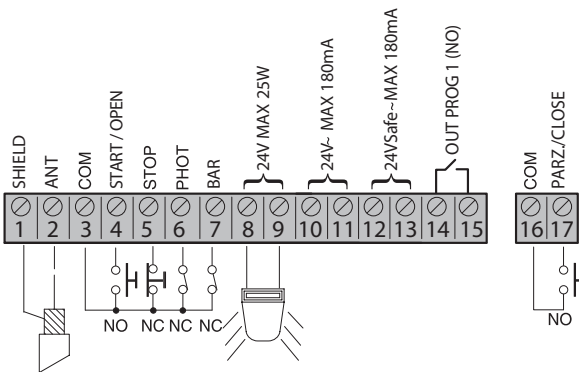 SHIELD
ANT
COM
START / OPEN
STOP
PHOT
BAR
24V MAX 25W
24V~ MAX 180mA
24VSafe~MAX 180mA
OUT PROG 1 (NO)
COM
PARZ./CLOSE
1 2 3 4 5 6 7 8 9 10 11 12 13 14 15 16 17
NO NC NC NC
NO